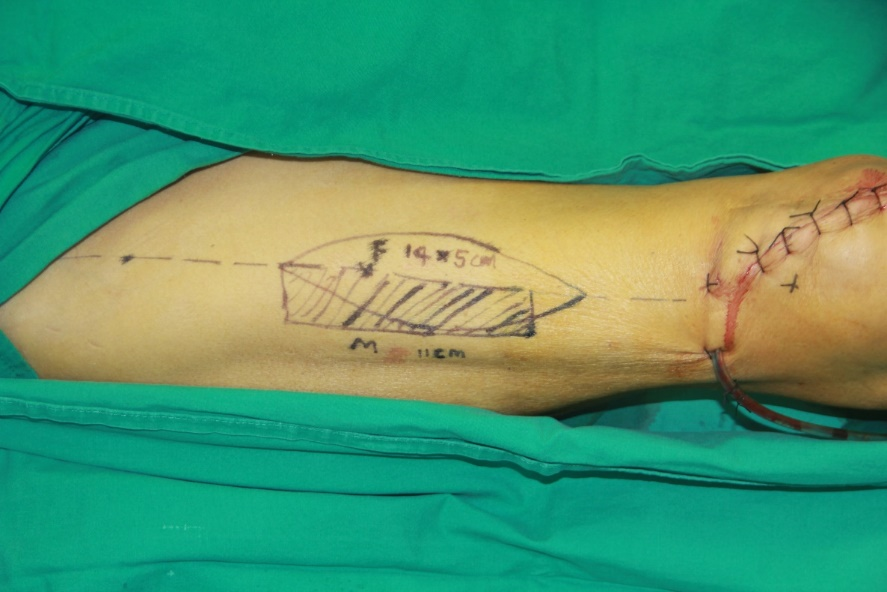 F 14 x 5 cm
M = 11 cm